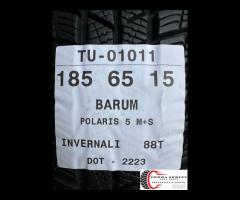 TU-01011
185 65 15
BARUM
POLARIS 5 M+S
INVERNALI 88T
DOT - 2223